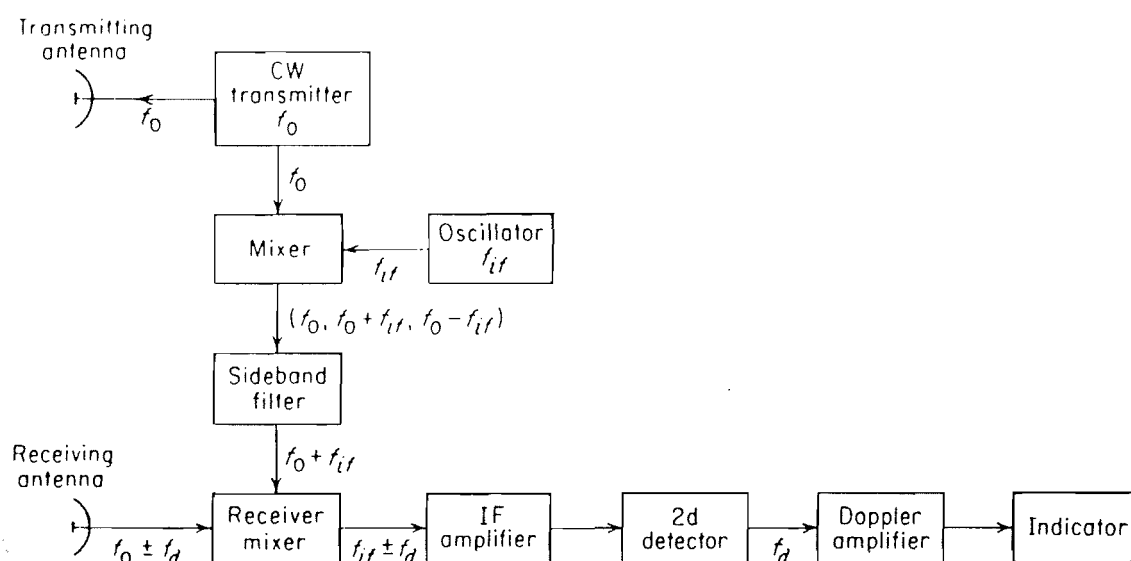 Transmitting
antenna
CW
transmitter
f0
f0
f0
Mixer
Oscillator
fif
fif
(f0, f0 + fif, f0 − fif)
Sideband
filter
f0 + fif
Receiving
antenna
f0 ± fd
Receiver
mixer
fif ± fd
IF
amplifier
2d
detector
fd
Doppler
amplifier
Indicator